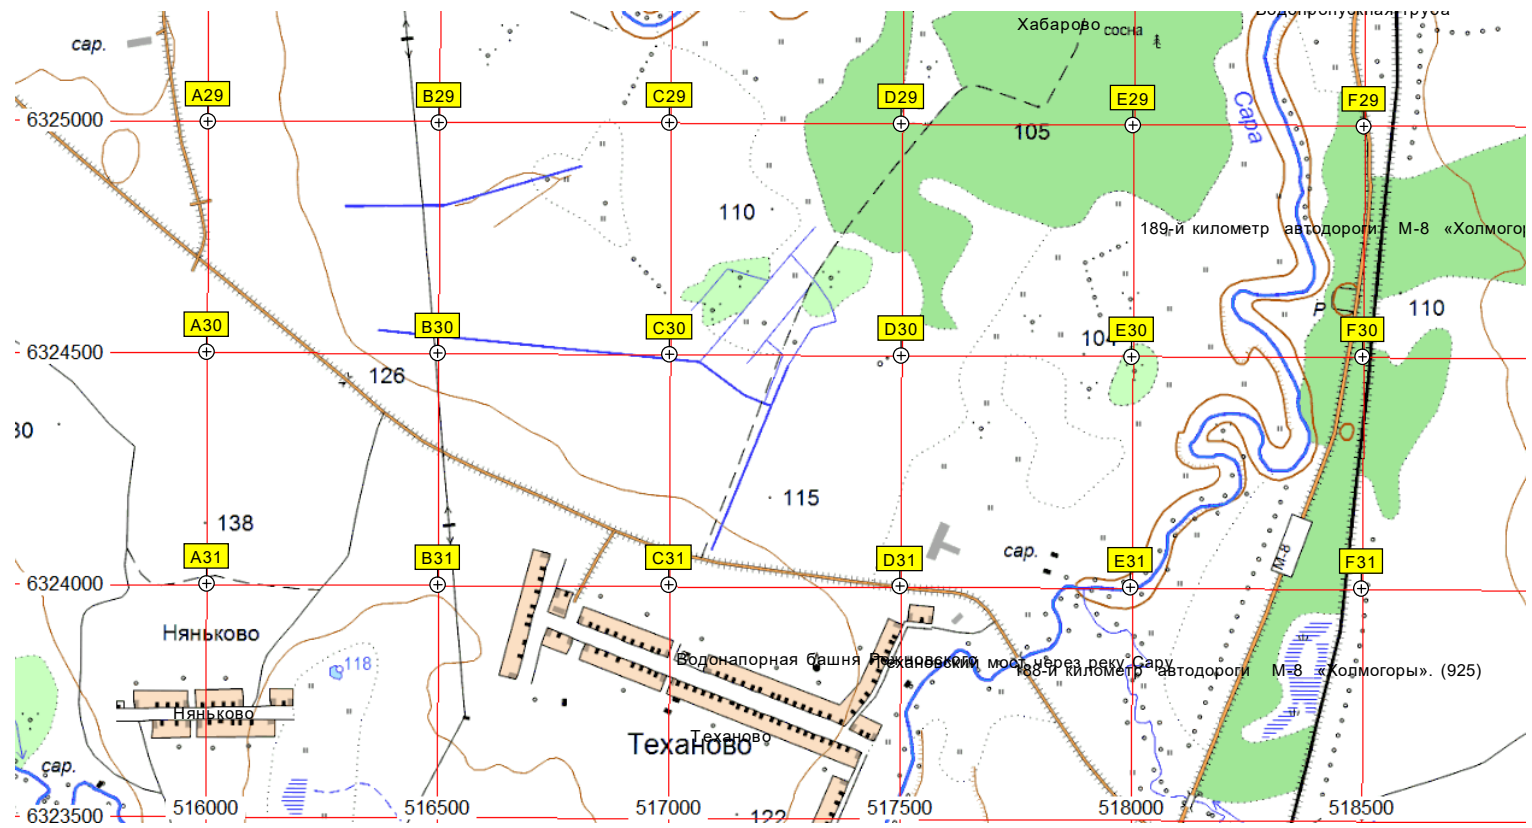 Водопропускная труба
Хабарово
сосна
сар.
A29
B29
C29
D29
E29
F29
Сара
6325000
105
110
189-й километр автодороги М-8 «Холмогор
110
P
A30
B30
C30
D30
E30
F30
104
6324500
126
30
115
138
M-8
A31
B31
C31
D31
сар.
E31
F31
6324000
Няньково
118
Водонапорная башня Рожновского
Техановский мост через реку Сару
188-й километр автодороги М-8 «Холмогоры». (925)
Няньково
Теханово
Теханово
сар.
516000
516500
517000
517500
518000
518500
6323500
122